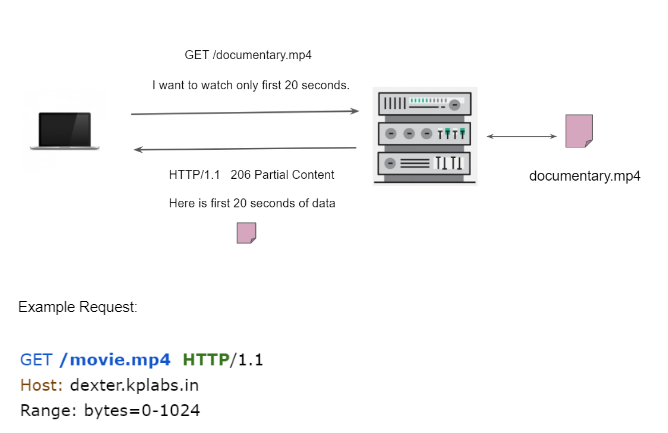 GET /documentary.mp4
I want to watch only first 20 seconds.
HTTP/1.1 206 Partial Content
Here is first 20 seconds of data
documentary.mp4
Example Request:
GET /movie.mp4 HTTP/1.1
Host: dexter.kplabs.in
Range: bytes=0-1024